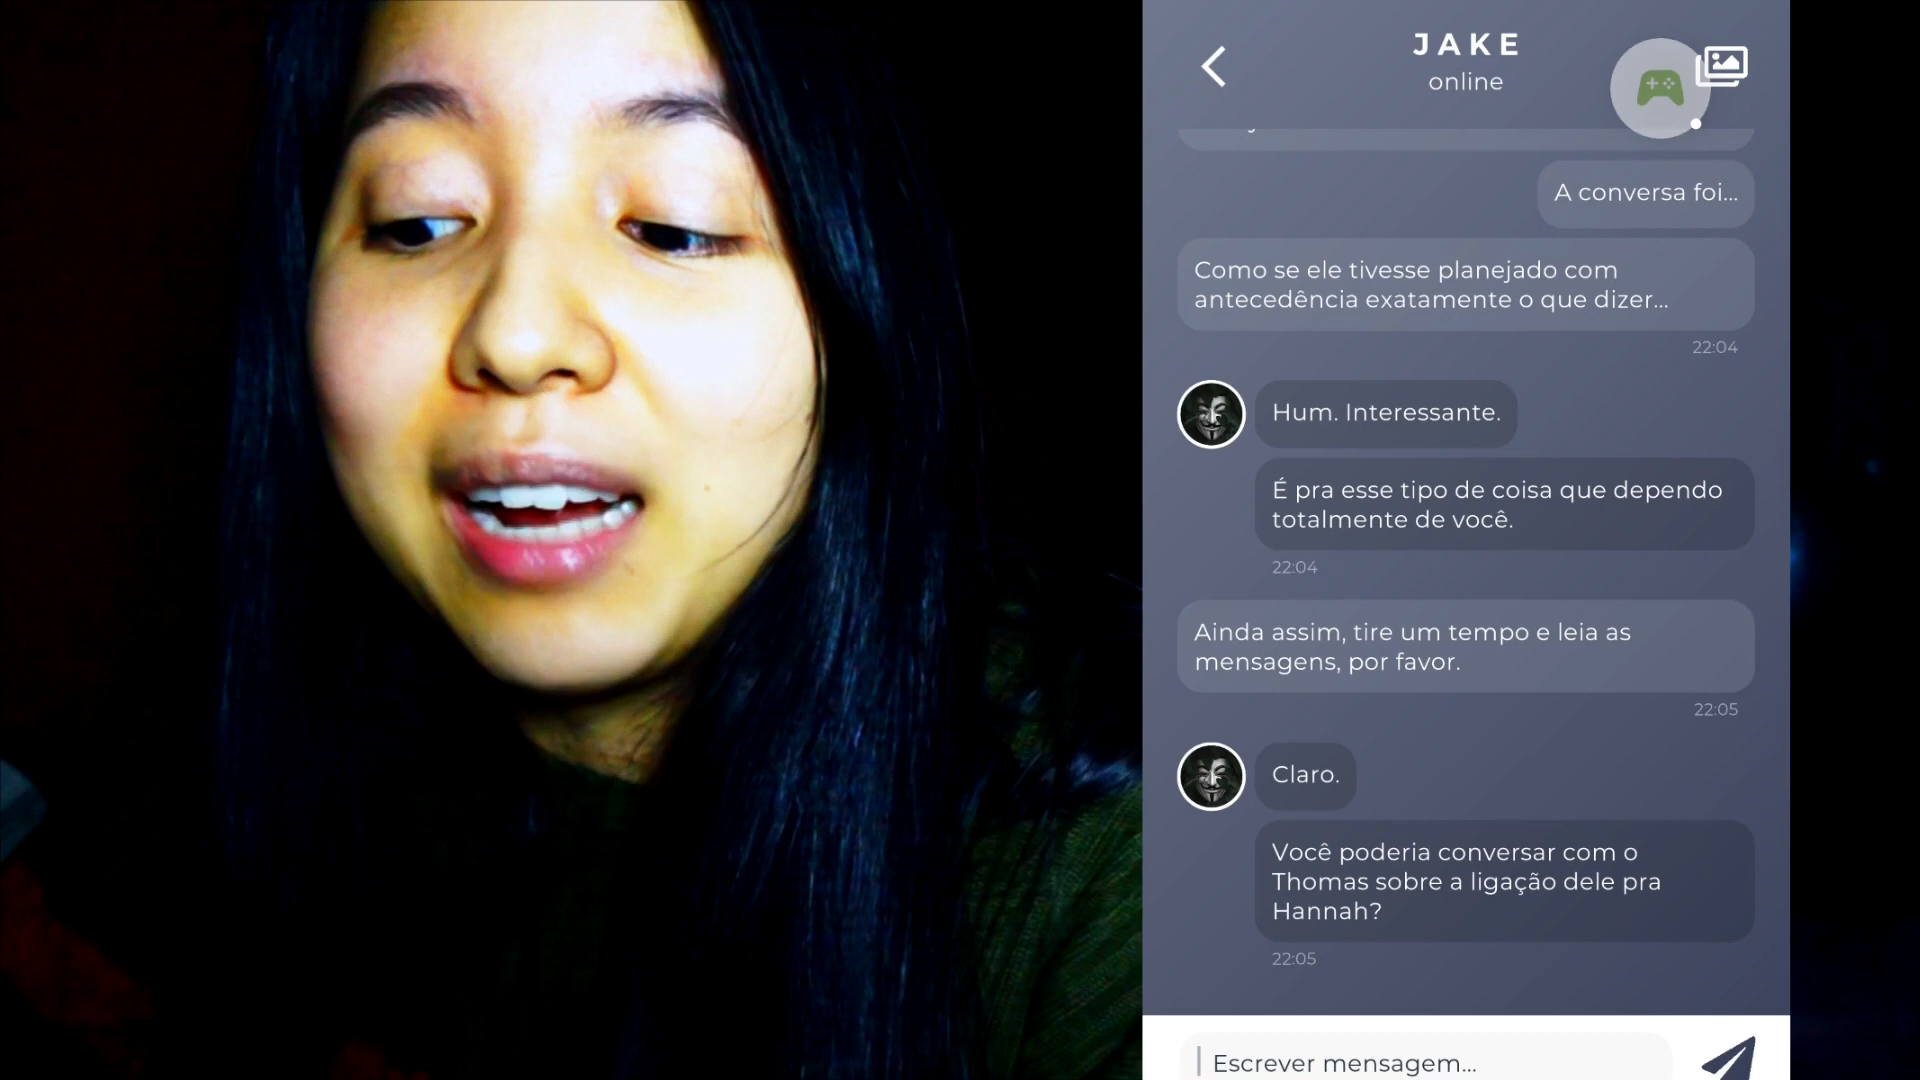 JAKE
online
A conversa foi...
Como se ele tivesse planejado com
antecedência exatamente o que dizer...
22:04
Hum. Interessante.
É pra esse tipo de coisa que dependo
totalmente de você.
22:04
Ainda assim, tire um tempo e leia as
mensagens, por favor.
22:05
Claro.
Você poderia conversar com o
Thomas sobre a ligação dele pra
Hannah?
22:05
Escrever mensagem...